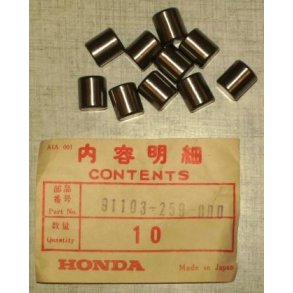 AIA 001
内容明細
CONTENTS
部品番号 Part No. 91103-259-000
数量 Quantity 10
HONDA Made in Japan